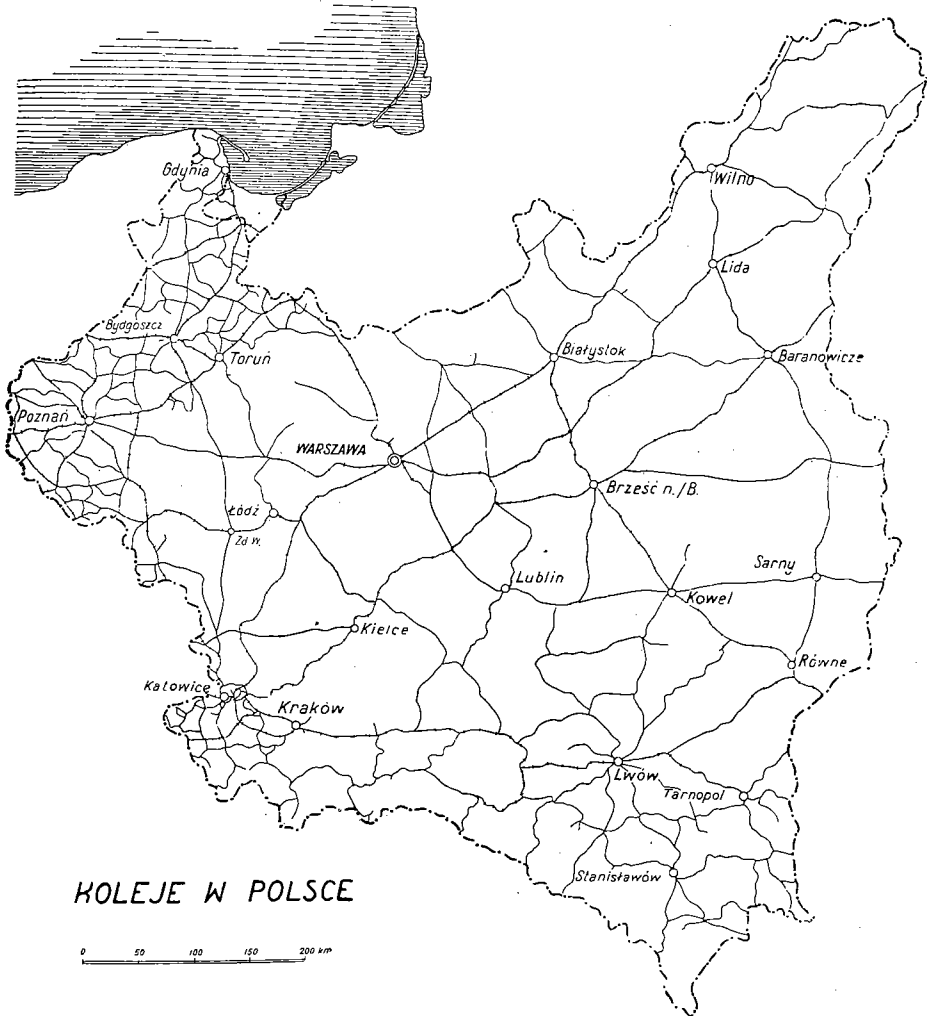 Gdynia
Wilno
Lida
Bydgoszcz
Toruń
Białystok
Baranowicze
Poznań
WARSZAWA
Brześć n./B.
Łódź
Zd W.
Lublin
Sarny
Kowel
Kielce
Równe
Katowice
Kraków
Lwów
Tarnopol
Stanisławów
KOLEJE W POLSCE
0 50 100 150 200 km